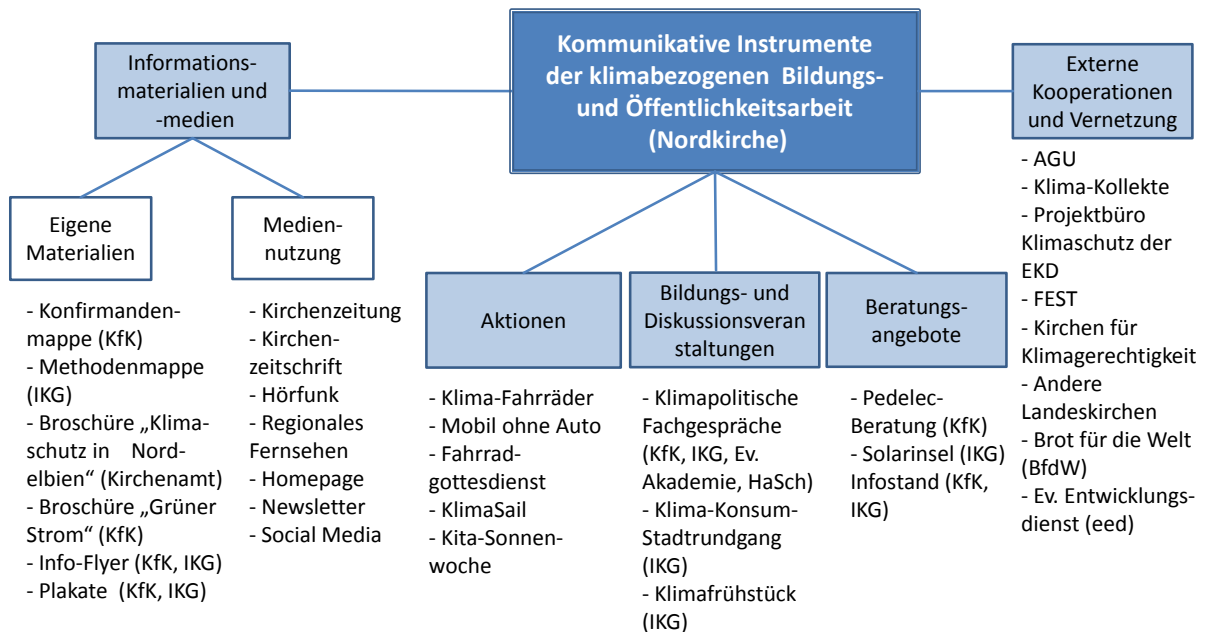 Kommunikative Instrumente
der klimabezogenen Bildungs-
und Öffentlichkeitsarbeit
(Nordkirche)
Informations-
materialien und
-medien
Eigene
Materialien
- Konfirmanden-
mappe (KfK)
- Methodenmappe
(IKG)
- Broschüre „Klima-
schutz in Nord-
elbien“ (Kirchenamt)
- Broschüre „Grüner
Strom“ (KfK)
- Info-Flyer (KfK, IKG)
- Plakate (KfK, IKG)
Medien-
nutzung
- Kirchenzeitung
- Kirchen-
zeitschrift
- Hörfunk
- Regionales
Fernsehen
- Homepage
- Newsletter
- Social Media
Aktionen
- Klima-Fahrräder
- Mobil ohne Auto
- Fahrrad-
gottesdienst
- KlimaSail
- Kita-Sonnen-
woche
Bildungs- und
Diskussionsveran
staltungen
- Klimapolitische
Fachgespräche
(KfK, IKG, Ev.
Akademie, HaSch)
- Klima-Konsum-
Stadtrundgang
(IKG)
- Klimafrühstück
(IKG)
Beratungs-
angebote
- Pedelec-
Beratung (KfK)
- Solarinsel (IKG)
Infostand (KfK,
IKG)
Externe
Kooperationen
und Vernetzung
- AGU
- Klima-Kollekte
- Projektbüro
Klimaschutz der
EKD
- FEST
- Kirchen für
Klimagerechtigkeit
- Andere
Landeskirchen
- Brot für die Welt
(BfdW)
- Ev. Entwicklungs-
dienst (eed)